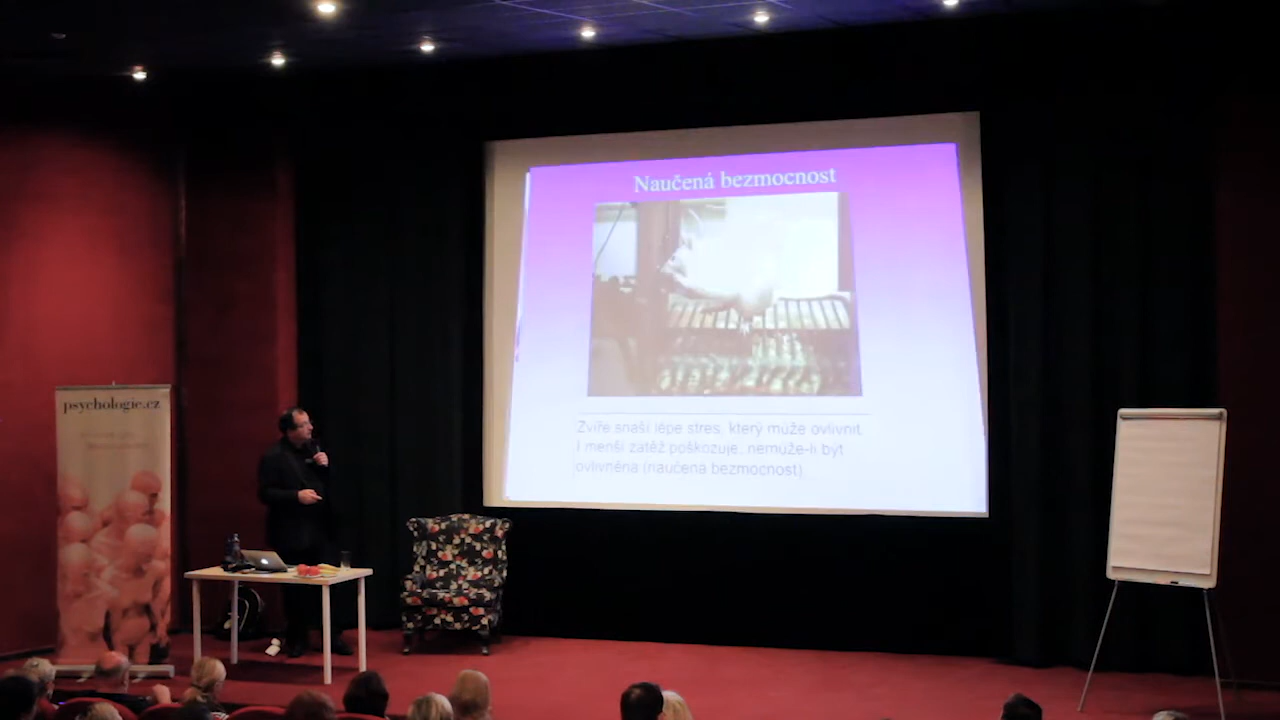 psychologie.cz
Naučená bezmocnost
Zvíře snáší lépe stres, který může ovlivnit.
I menší zátěž poškozuje, nemůže-li být
ovlivněna (naučená bezmocnost)